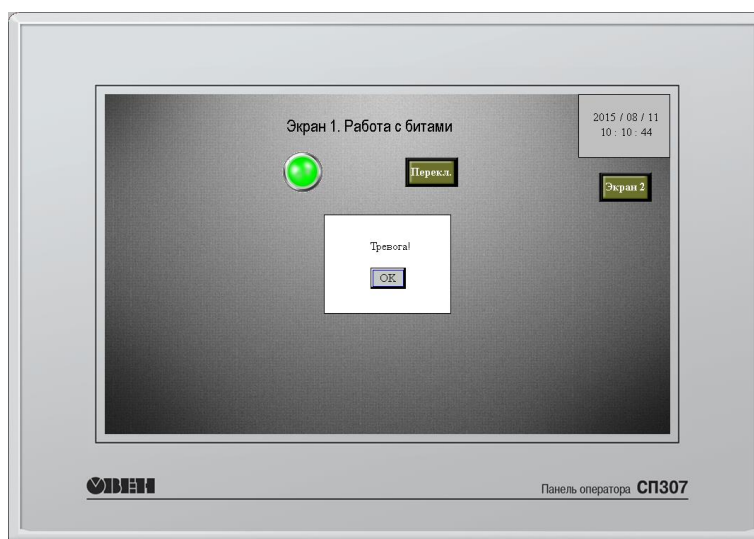 Экран 1. Работа с битами
2015 / 08 / 11
10 : 10 : 44
Перекл.
Экран 2
Тревога!
OK
ОВЕН
Панель оператора СП307